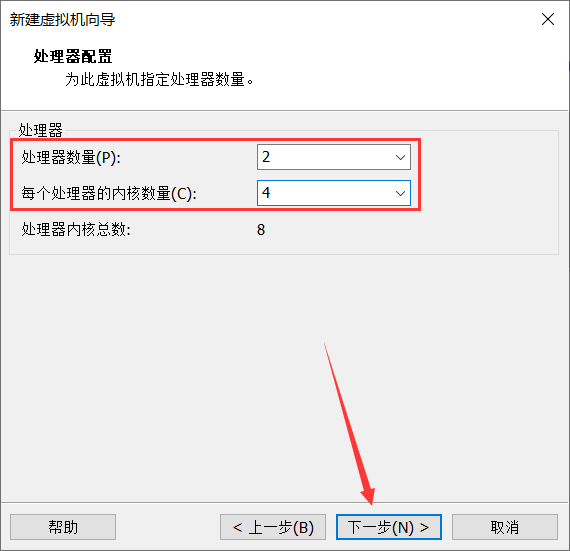 新建虚拟机向导
处理器配置
为此虚拟机指定处理器数量。
处理器
处理器数量(P): 2
每个处理器的内核数量(C): 4
处理器内核总数: 8
帮助 < 上一步(B) 下一步(N) > 取消